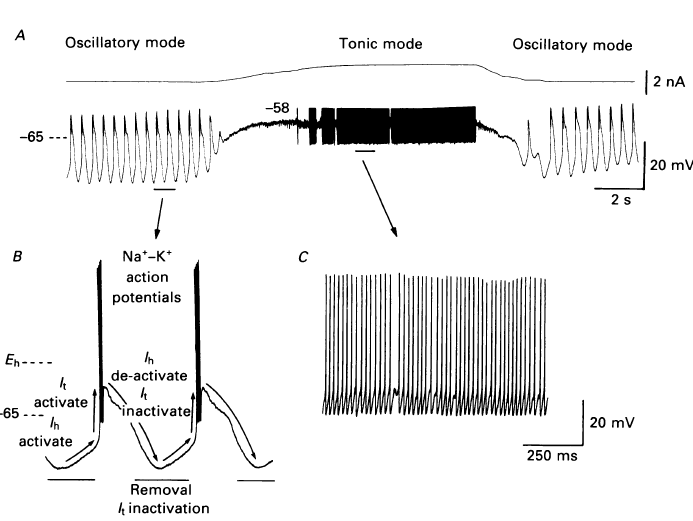 A
Oscillatory mode
Tonic mode
Oscillatory mode
2 nA
−58
−65
20 mV
2 s
B
Na⁺–K⁺
action
potentials
C
Eₕ
Iₕ
de-activate
Iₜ
activate
Iₜ
inactivate
-65
Iₕ
activate
20 mV
250 ms
Removal
Iₜ inactivation